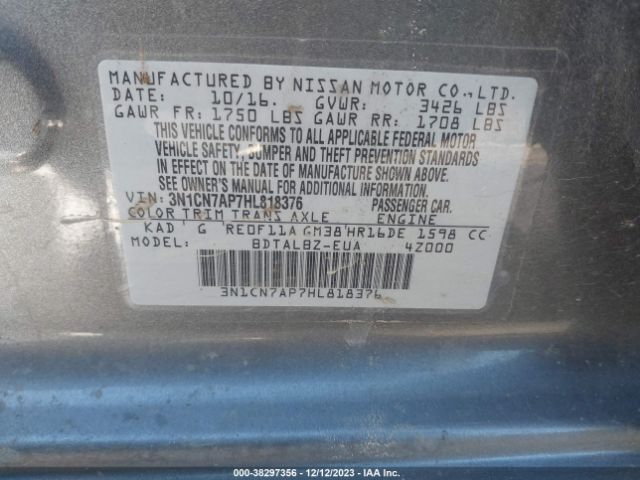 MANUFACTURED BY NISSAN MOTOR CO.,LTD.
DATE: 10/16. GVWR: 3426 LBS
GAWR FR: 1750 LBS GAWR RR: 1708 LBS
THIS VEHICLE CONFORMS TO ALL APPLICABLE FEDERAL MOTOR
VEHICLE SAFETY, BUMPER AND THEFT PREVENTION STANDARDS
IN EFFECT ON THE DATE OF MANUFACTURE SHOWN ABOVE.
SEE OWNER'S MANUAL FOR ADDITIONAL INFORMATION.
VIN: 3N1CN7AP7HL818376 PASSENGER CAR.
COLOR TRIM TRANS AXLE ENGINE
KAD G RE0F11A GM38 HR16DE 1598 CC
MODEL: BDTALBZ-EUA 4Z000
3N1CN7AP7HL818376
000-38297356 • 12/12/2023 • IAA Inc.